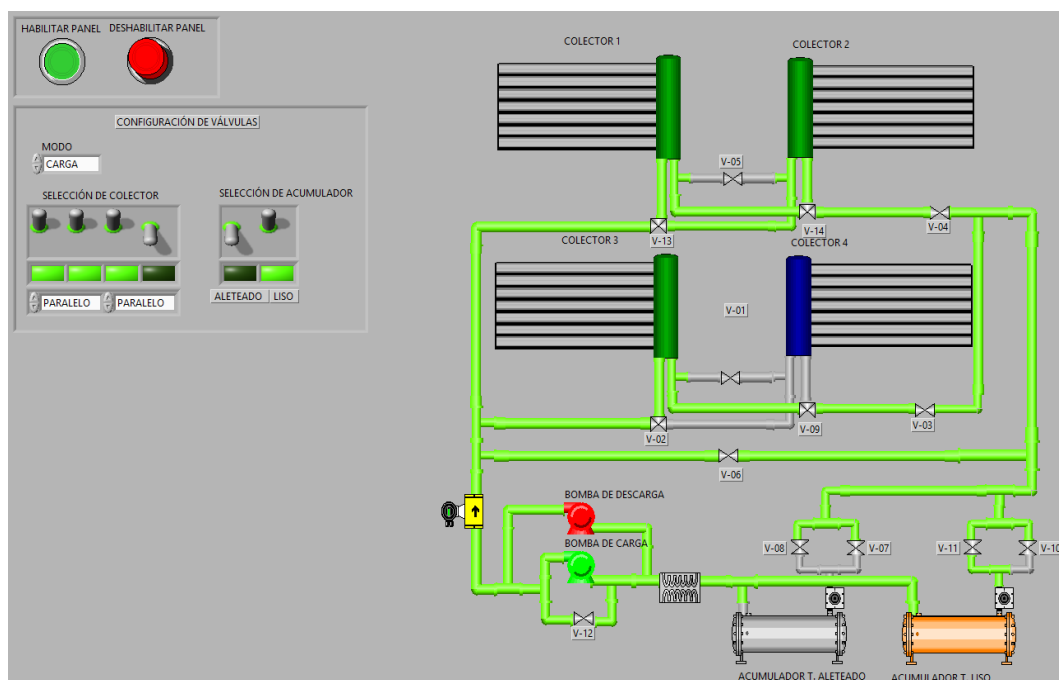 HABILITAR PANEL
DESHABILITAR PANEL
CONFIGURACIÓN DE VÁLVULAS
MODO
CARGA
SELECCIÓN DE COLECTOR
SELECCIÓN DE ACUMULADOR
PARALELO
PARALELO
ALETEADO
LISO
COLECTOR 1
COLECTOR 2
V-05
V-13
V-14
V-04
COLECTOR 3
COLECTOR 4
V-01
V-02
V-09
V-03
V-06
BOMBA DE DESCARGA
BOMBA DE CARGA
V-12
V-08
V-07
V-11
V-10
ACUMULADOR T. ALETEADO
ACUMULADOR T. LISO